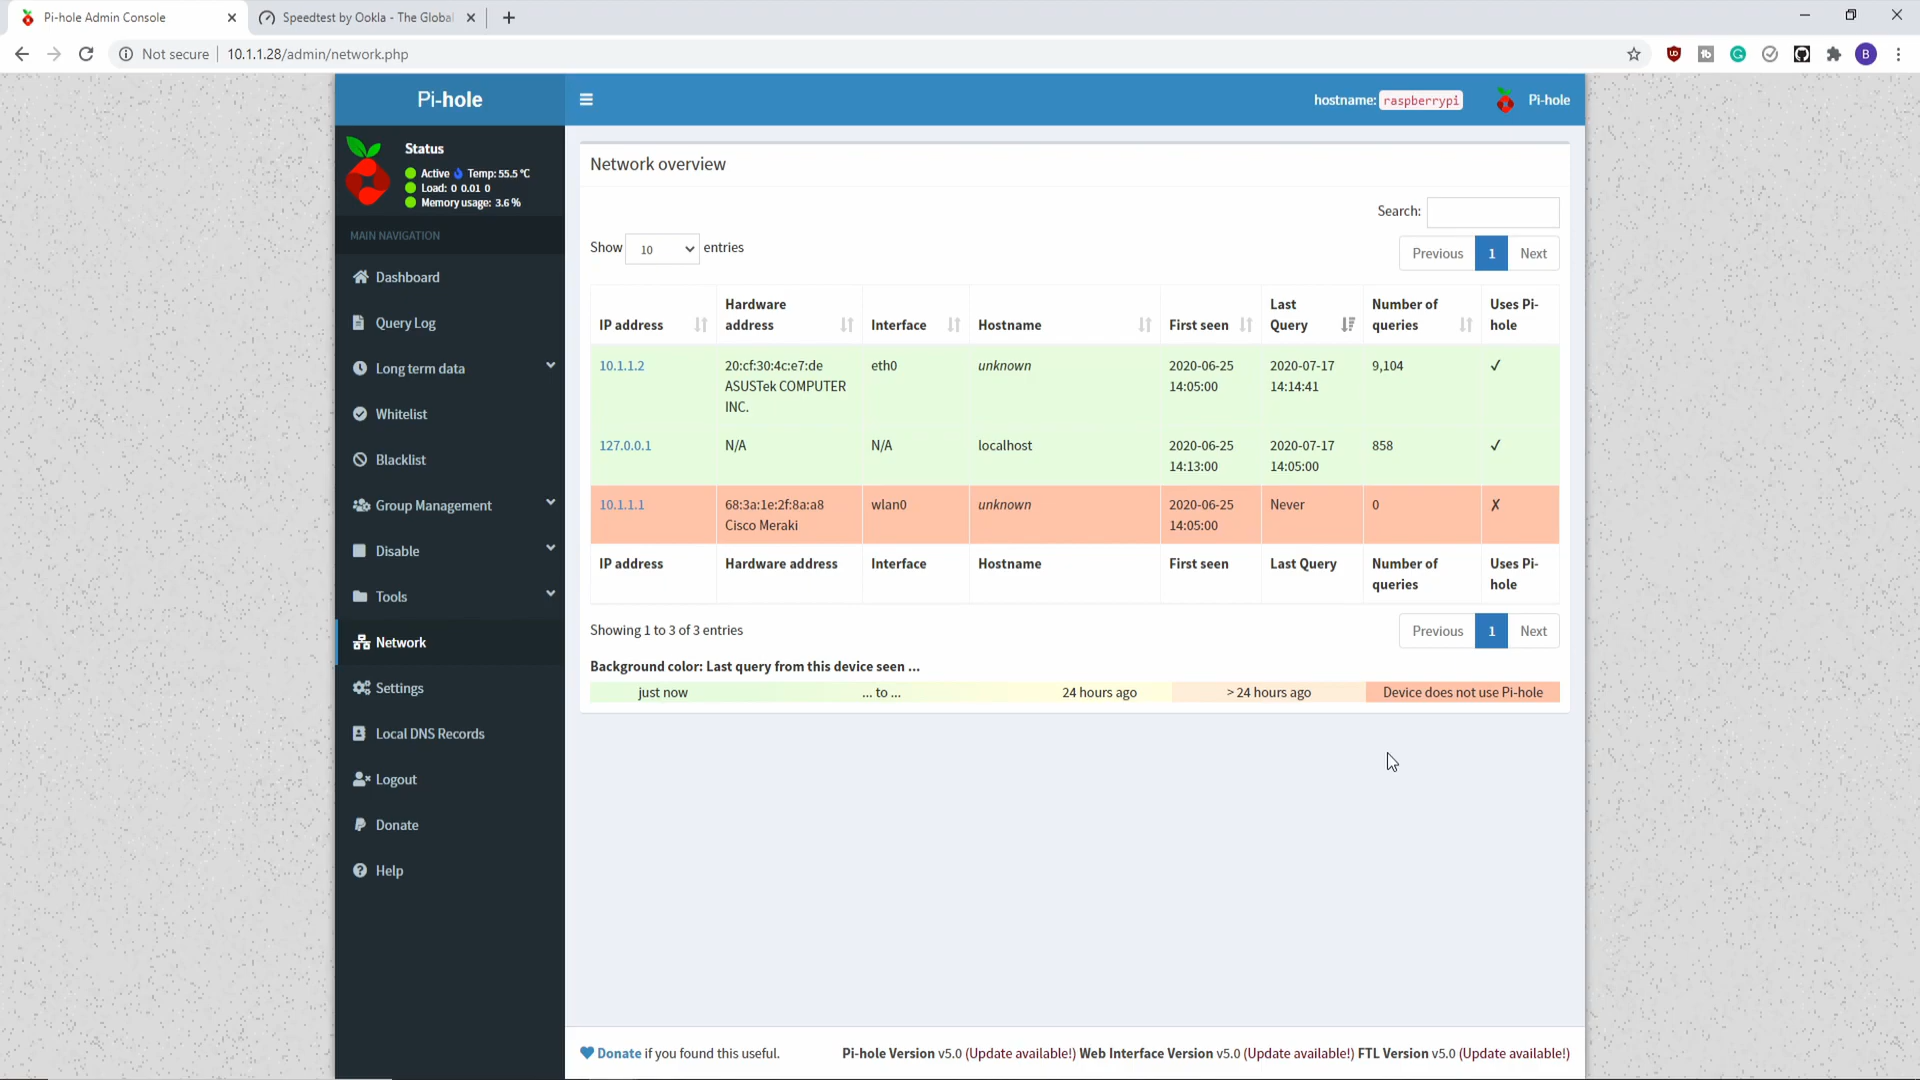 Pi-hole Admin Console
Speedtest by Ookla - The Global
Not secure
10.1.1.28/admin/network.php
B
Pi-hole
hostname: raspberrypi
Pi-hole
Status
Active Temp: 55.5 °C
Load: 0 0.01 0
Memory usage: 3.6 %
MAIN NAVIGATION
Dashboard
Query Log
Long term data
Whitelist
Blacklist
Group Management
Disable
Tools
Network
Settings
Local DNS Records
Logout
Donate
Help
Network overview
Search:
Show 10 entries
Previous 1 Next
IP address Hardware address Interface Hostname First seen Last Query Number of queries Uses Pi-hole
10.1.1.2 20:cf:30:4c:e7:de ASUSTek COMPUTER INC. eth0 unknown 2020-06-25 14:05:00 2020-07-17 14:14:41 9,104 ✓
127.0.0.1 N/A N/A localhost 2020-06-25 14:13:00 2020-07-17 14:05:00 858 ✓
10.1.1.1 68:3a:1e:2f:8a:a8 Cisco Meraki wlan0 unknown 2020-06-25 14:05:00 Never 0 ✗
IP address Hardware address Interface Hostname First seen Last Query Number of queries Uses Pi-hole
Showing 1 to 3 of 3 entries
Previous 1 Next
Background color: Last query from this device seen ...
just now ... to ... 24 hours ago > 24 hours ago Device does not use Pi-hole
Donate if you found this useful.
Pi-hole Version v5.0 (Update available!) Web Interface Version v5.0 (Update available!) FTL Version v5.0 (Update available!)